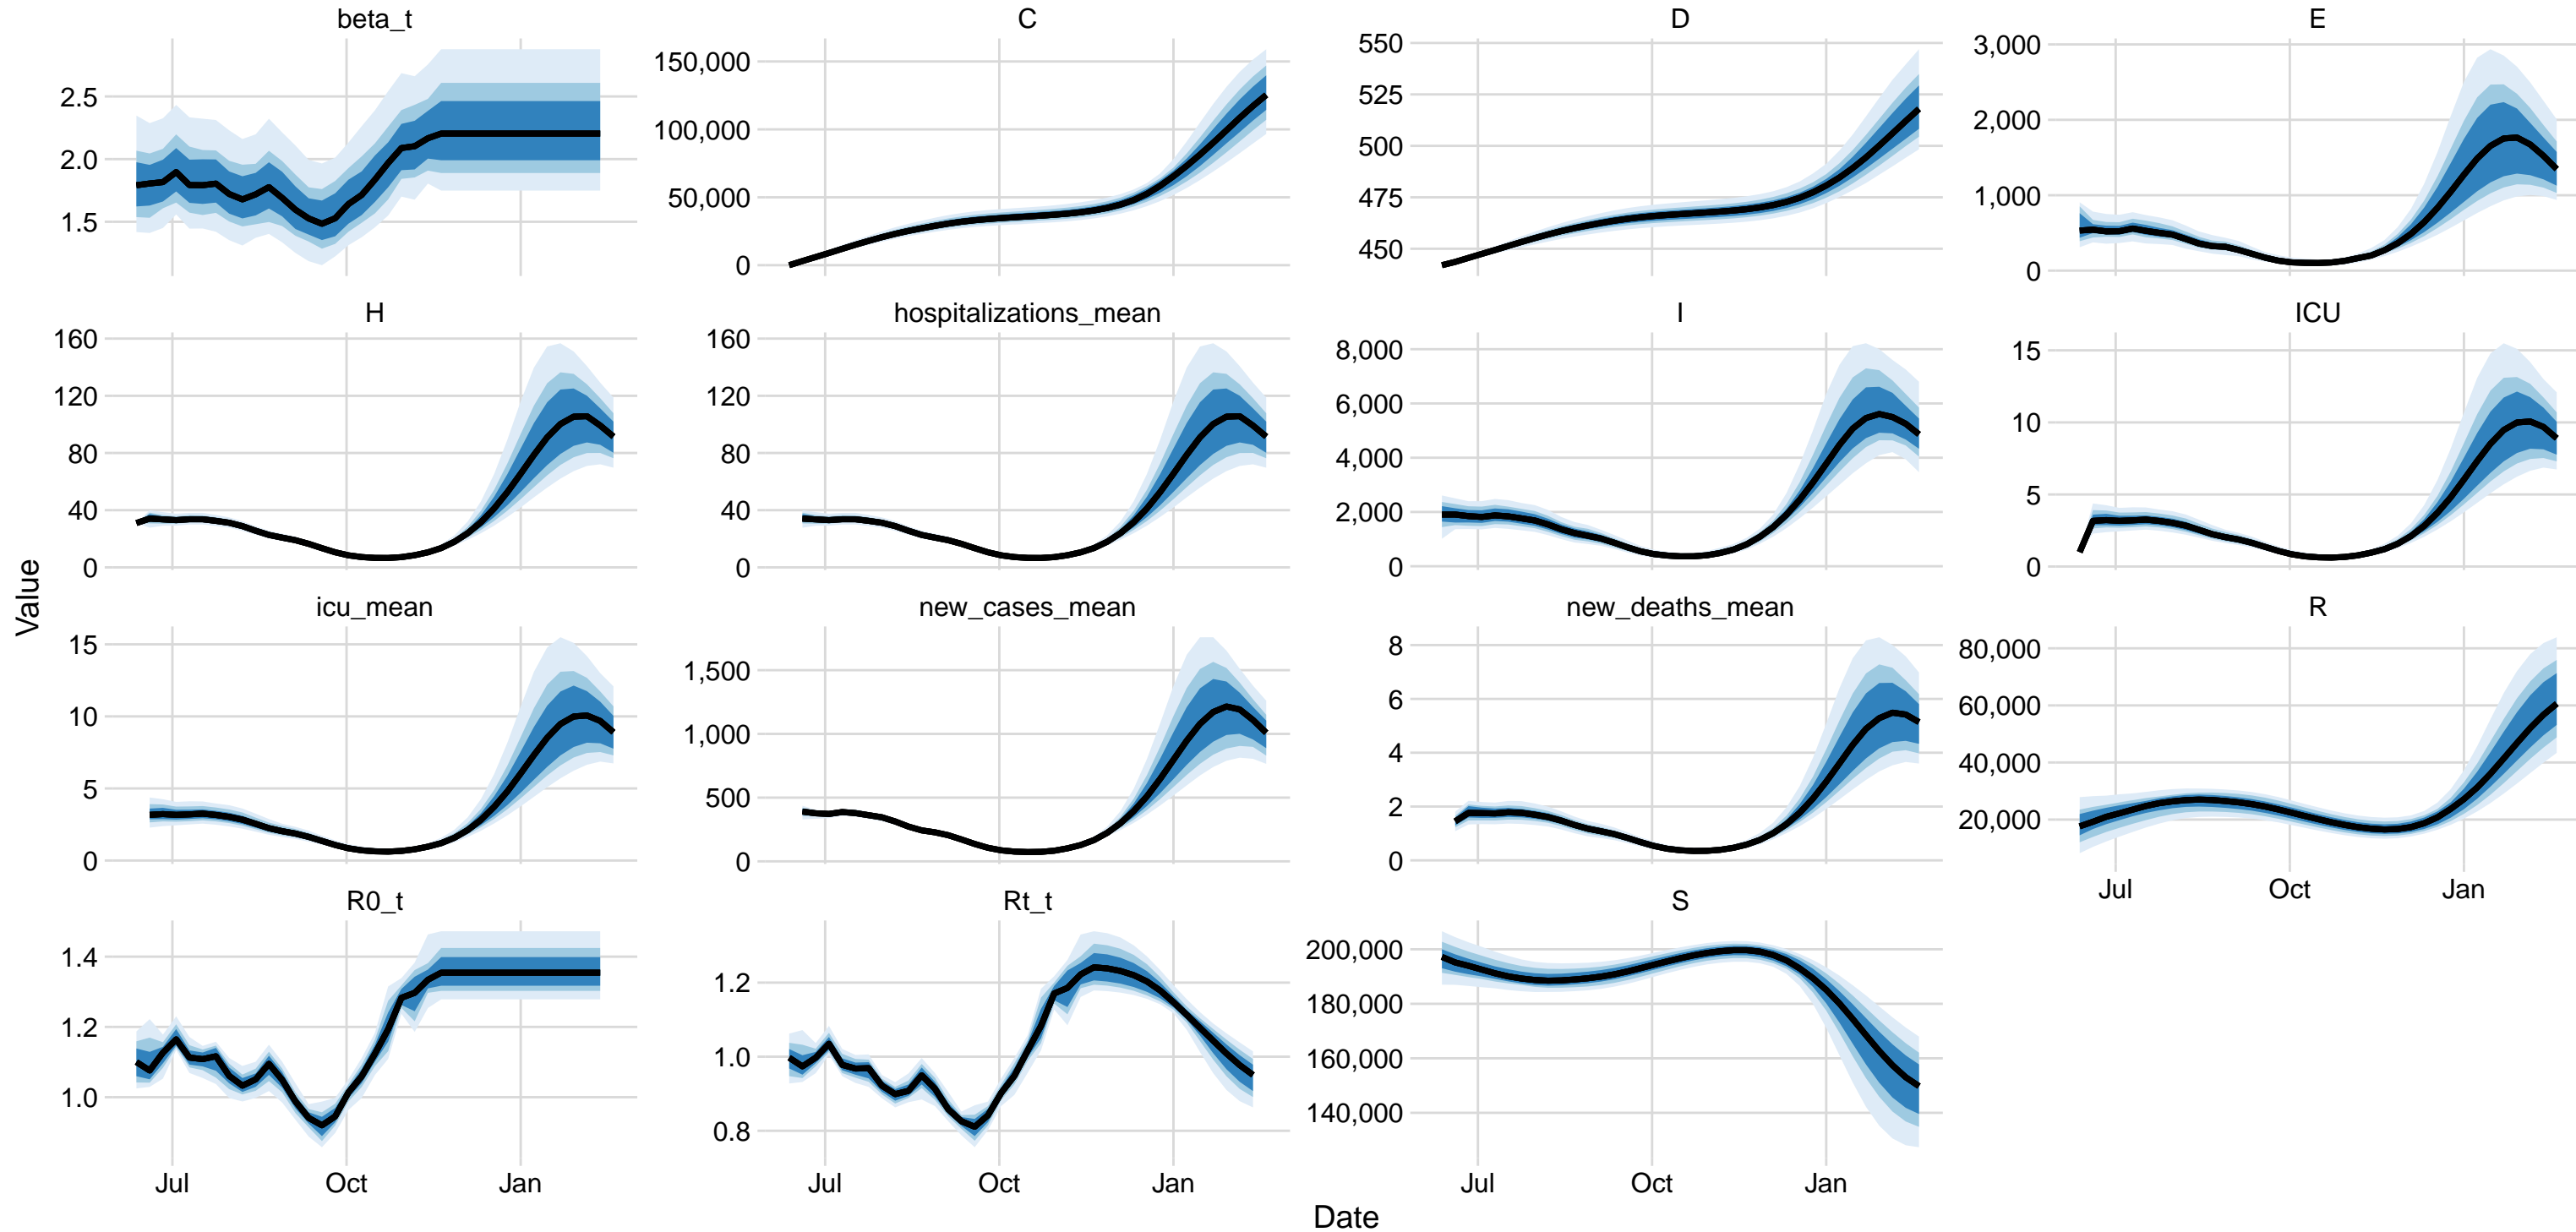 beta_t
C
D
E
2.5
2.0
1.5
150,000
100,000
50,000
0
550
525
500
475
450
3,000
2,000
1,000
0
H
hospitalizations_mean
I
ICU
160
120
80
40
0
160
120
80
40
0
8,000
6,000
4,000
2,000
0
15
10
5
0
Value
icu_mean
new_cases_mean
new_deaths_mean
R
15
10
5
0
1,500
1,000
500
0
8
6
4
2
0
80,000
60,000
40,000
20,000
Jul Oct Jan
R0_t
Rt_t
S
1.4
1.2
1.0
1.2
1.0
0.8
200,000
180,000
160,000
140,000
Jul Oct Jan
Jul Oct Jan
Jul Oct Jan
Date